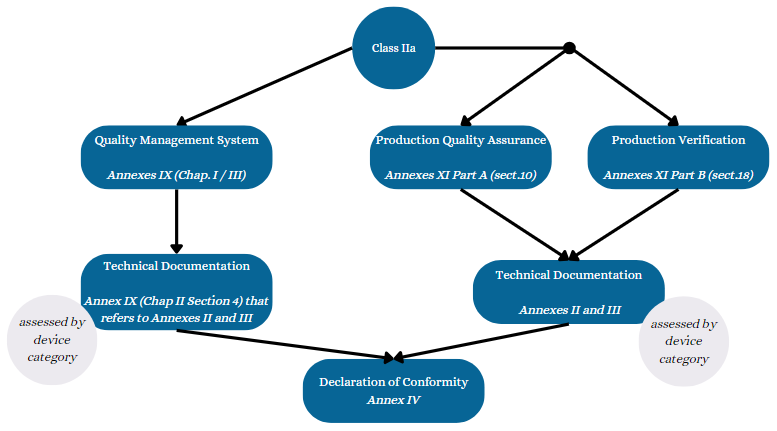 Class IIa
Quality Management System
Annexes IX (Chap. I / III)
Production Quality Assurance
Annexes XI Part A (sect.10)
Production Verification
Annexes XI Part B (sect.18)
Technical Documentation
Annex IX (Chap II Section 4) that
refers to Annexes II and III
assessed by
device
category
Technical Documentation
Annexes II and III
assessed by
device
category
Declaration of Conformity
Annex IV